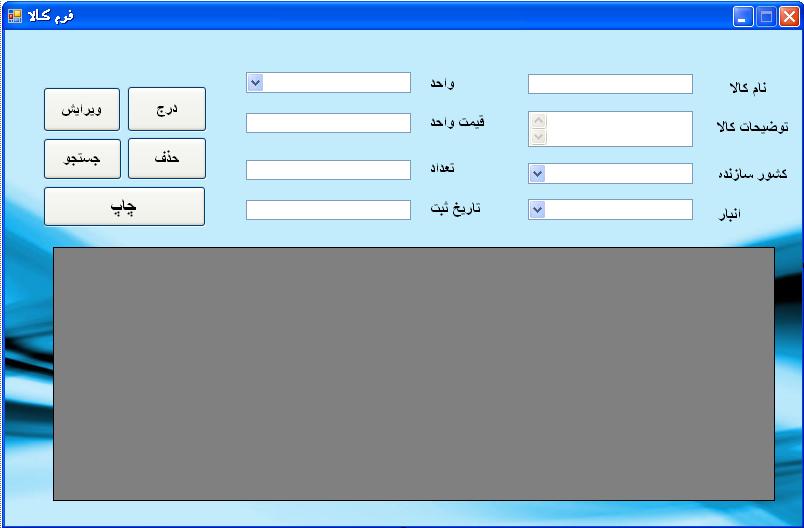 فرم کالا
نام کالا
واحد
درج
ویرایش
توضیحات کالا
قیمت واحد
کشور سازنده
تعداد
حذف
جستجو
انبار
تاریخ ثبت
چاپ